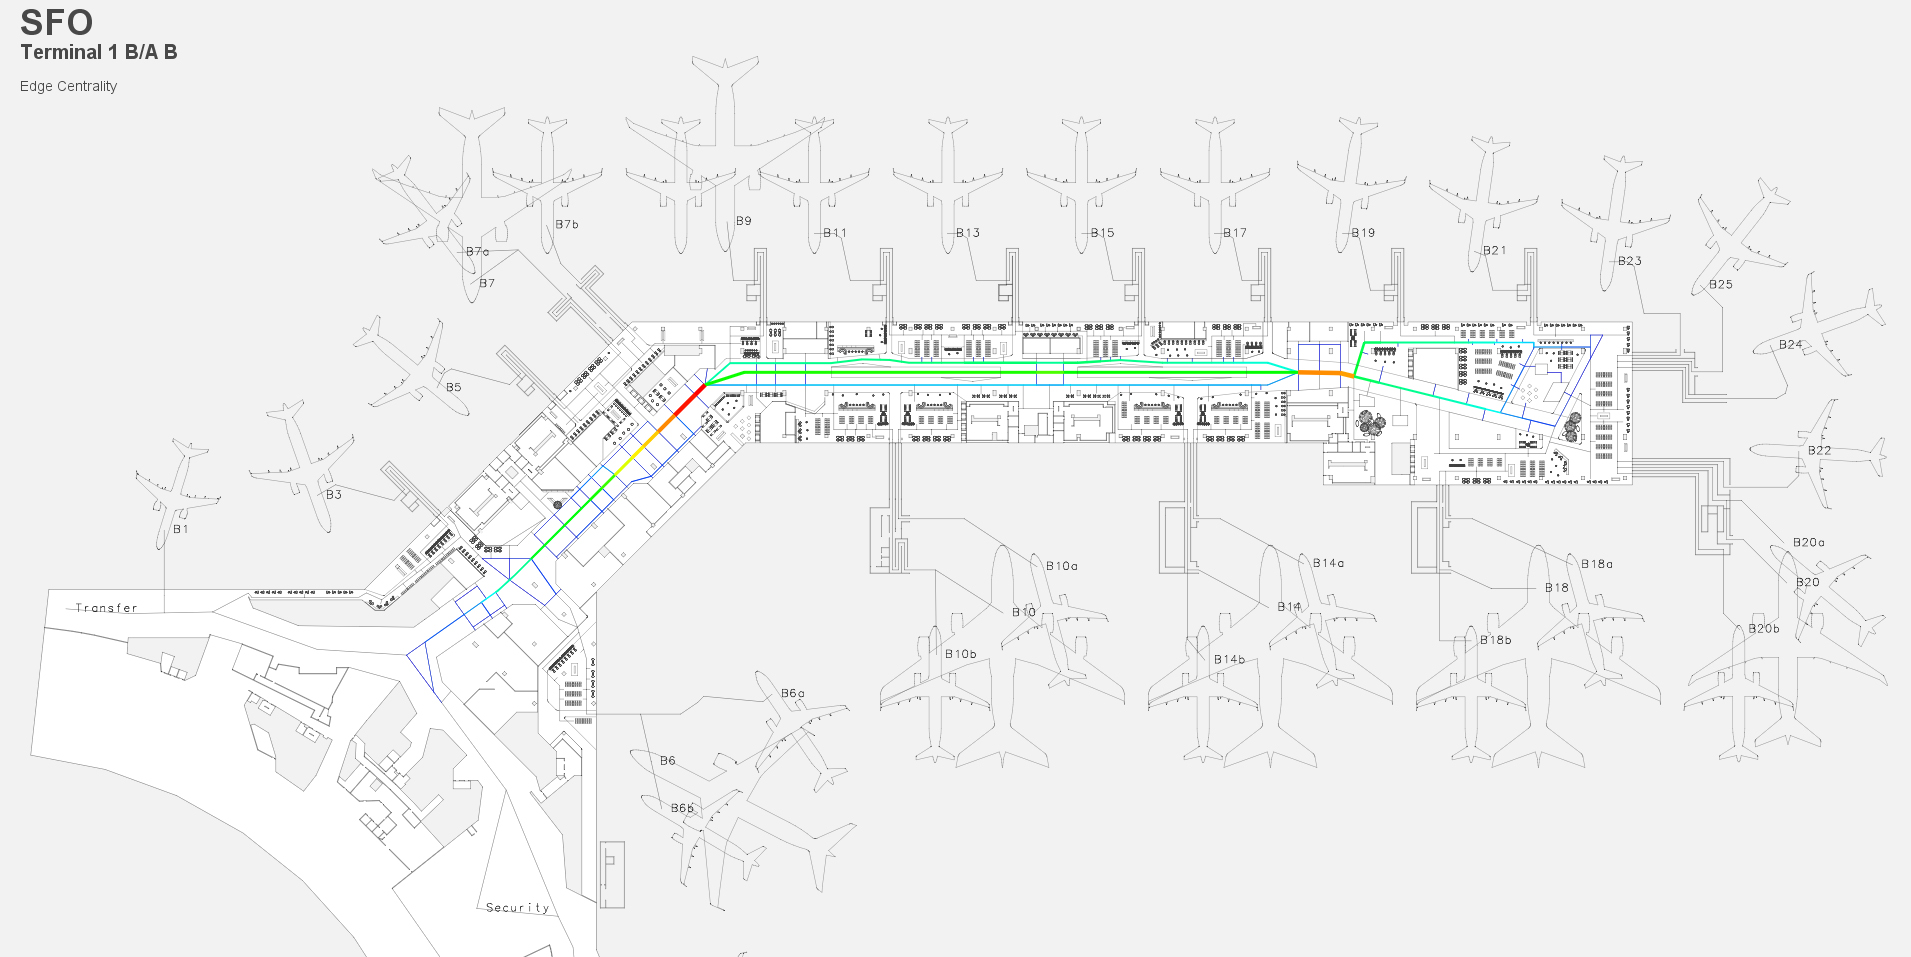 SFO
Terminal 1 B/A B
Edge Centrality
B9
B7b
B11
B13
B15
B17
B19
B7a
B21
B23
B7
B25
B24
B5
B22
B3
B1
B20a
B10a
B14a
B18a
B20
B18
Transfer
B10
B14
B20b
B18b
B10b
B14b
B6a
B6
B6b
Security